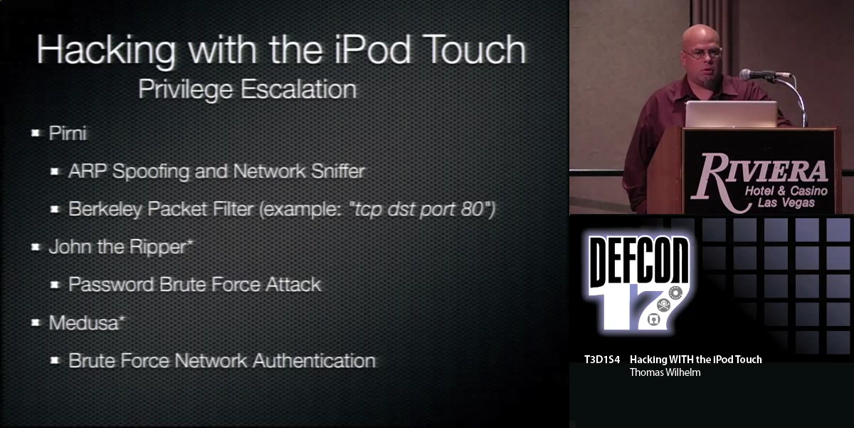 Hacking with the iPod Touch
Privilege Escalation
Pirni
ARP Spoofing and Network Sniffer
Berkeley Packet Filter (example: "tcp dst port 80")
John the Ripper*
Password Brute Force Attack
Medusa*
Brute Force Network Authentication
RIVIERA
Hotel & Casino
Las Vegas
DEFCON
17
T3D1S4 Hacking WITH the iPod Touch
Thomas Wilhelm